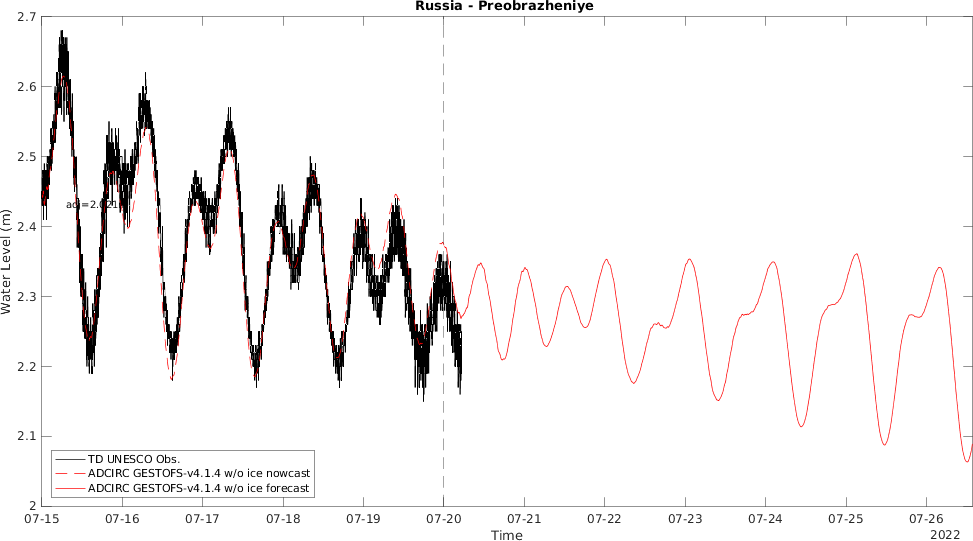 Russia - Preobrazheniye
2.7
2.6
2.5
2.4
2.3
2.2
2.1
2
Water Level (m)
TD UNESCO Obs.
ADCIRC GESTOFS-v4.1.4 w/o ice nowcast
ADCIRC GESTOFS-v4.1.4 w/o ice forecast
07-15 07-16 07-17 07-18 07-19 07-20 07-21 07-22 07-23 07-24 07-25 07-26
Time
2022